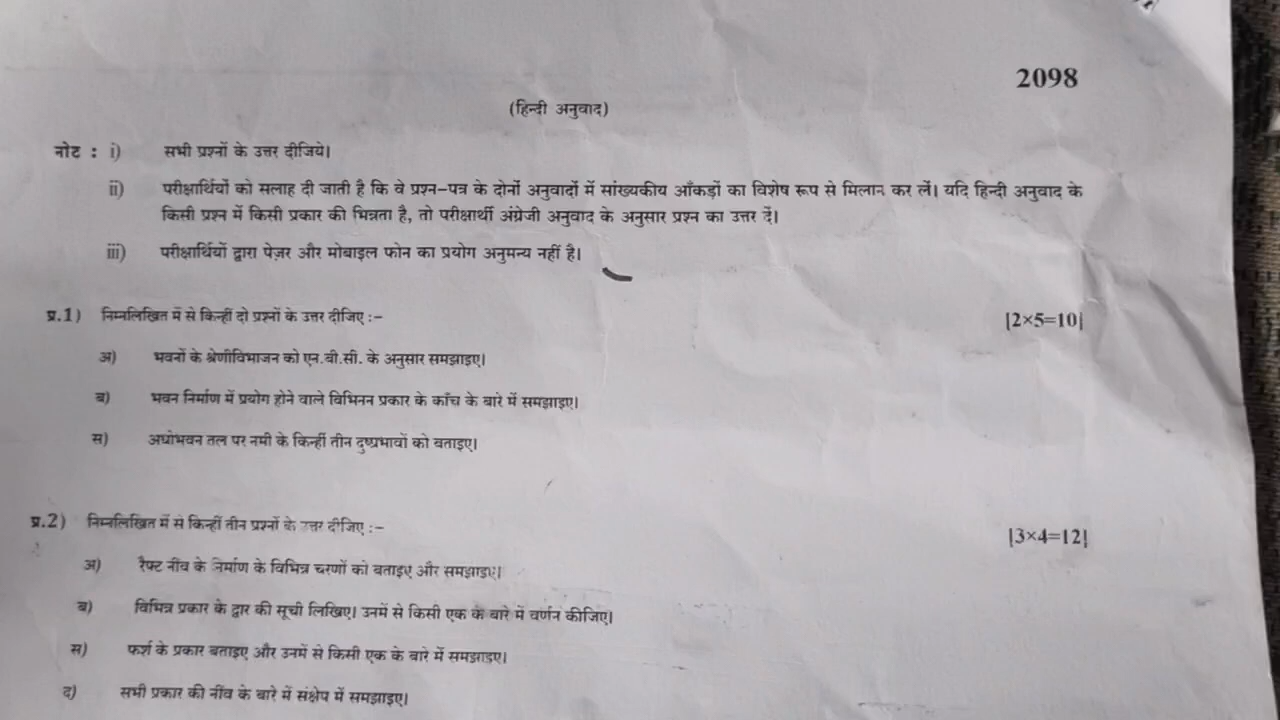 2098
(हिन्दी अनुवाद)
नोट : i) सभी प्रश्नों के उत्तर दीजिये।
ii) परीक्षार्थियों को सलाह दी जाती है कि वे प्रश्न–पत्र के दोनों अनुवादों में सांख्यकीय आँकड़ों का विशेष रूप से मिलान कर लें। यदि हिन्दी अनुवाद के
किसी प्रश्न में किसी प्रकार की भिन्नता है, तो परीक्षार्थी अंग्रेजी अनुवाद के अनुसार प्रश्न का उत्तर दें।
iii) परीक्षार्थियों द्वारा पेज़र और मोबाइल फोन का प्रयोग अनुमन्य नहीं है।
प्र.1) निम्नलिखित में से किन्हीं दो प्रश्नों के उत्तर दीजिए :– [2×5=10]
अ) भवनों के श्रेणीविभाजन को एन.बी.सी. के अनुसार समझाइए।
ब) भवन निर्माण में प्रयोग होने वाले विभिनन प्रकार के काँच के बारे में समझाइए।
स) अधोभवन तल पर नमी के किन्हीं तीन दुष्प्रभावों को बताइए।
प्र.2) निम्नलिखित में से किन्हीं तीन प्रश्नों के उत्तर दीजिए :– [3×4=12]
अ) रैफ्ट नींव के निर्माण के विभिन्न चरणों को बताइए और समझाइए।
ब) विभिन्न प्रकार के द्वार की सूची लिखिए। उनमें से किसी एक के बारे में वर्णन कीजिए।
स) फर्श के प्रकार बताइए और उनमें से किसी एक के बारे में समझाइए।
द) सभी प्रकार की नींव के बारे में संक्षेप में समझाइए।